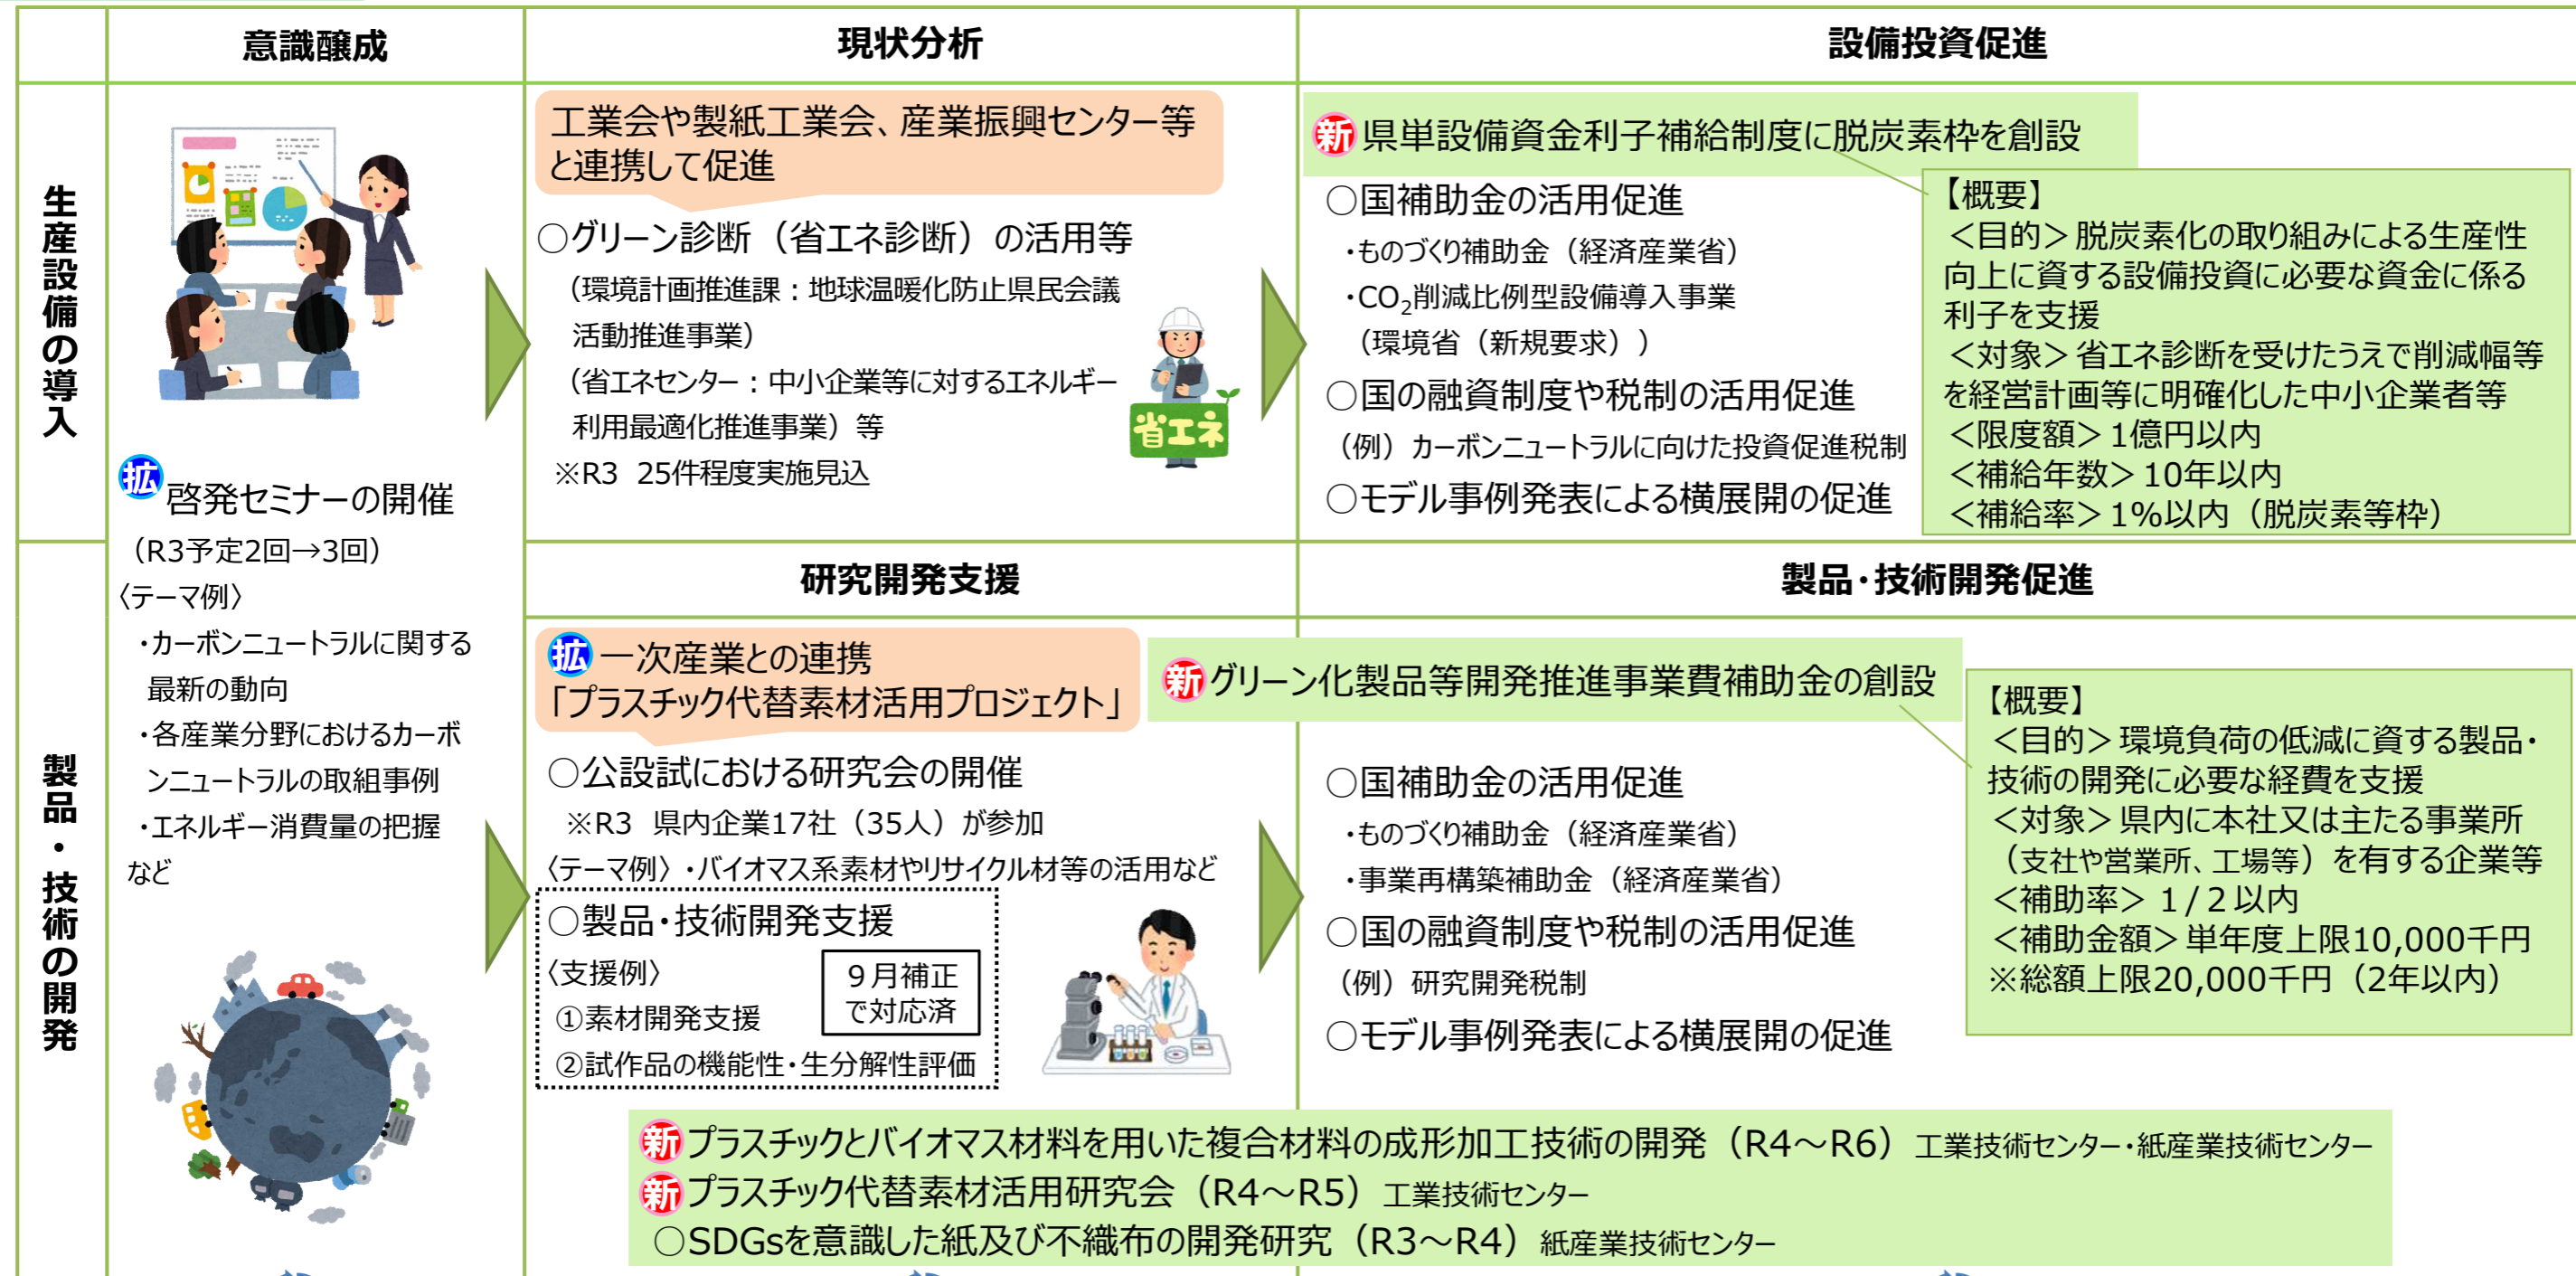 意識醸成
現状分析
設備投資促進
生産設備の導入
拡 啓発セミナーの開催
（R3予定2回→3回）
〈テーマ例〉
・カーボンニュートラルに関する
最新の動向
・各産業分野におけるカーボ
ンニュートラルの取組事例
・エネルギー消費量の把握
など
工業会や製紙工業会、産業振興センター等
と連携して促進
○グリーン診断（省エネ診断）の活用等
（環境計画推進課：地球温暖化防止県民会議
活動推進事業）
（省エネセンター：中小企業等に対するエネルギー
利用最適化推進事業）等
※R3 25件程度実施見込
省エネ
新 県単設備資金利子補給制度に脱炭素枠を創設
○国補助金の活用促進
・ものづくり補助金（経済産業省）
・CO₂削減比例型設備導入事業
（環境省（新規要求））
○国の融資制度や税制の活用促進
（例）カーボンニュートラルに向けた投資促進税制
○モデル事例発表による横展開の促進
【概要】
＜目的＞脱炭素化の取り組みによる生産性
向上に資する設備投資に必要な資金に係る
利子を支援
＜対象＞省エネ診断を受けたうえで削減幅等
を経営計画等に明確化した中小企業者等
＜限度額＞1億円以内
＜補給年数＞10年以内
＜補給率＞1%以内（脱炭素等枠）
製品・技術の開発
研究開発支援
製品・技術開発促進
拡 一次産業との連携
「プラスチック代替素材活用プロジェクト」
○公設試における研究会の開催
※R3 県内企業17社（35人）が参加
〈テーマ例〉・バイオマス系素材やリサイクル材等の活用など
○製品・技術開発支援
〈支援例〉
①素材開発支援
②試作品の機能性・生分解性評価
９月補正
で対応済
新 グリーン化製品等開発推進事業費補助金の創設
○国補助金の活用促進
・ものづくり補助金（経済産業省）
・事業再構築補助金（経済産業省）
○国の融資制度や税制の活用促進
（例）研究開発税制
○モデル事例発表による横展開の促進
【概要】
＜目的＞環境負荷の低減に資する製品・
技術の開発に必要な経費を支援
＜対象＞県内に本社又は主たる事業所
（支社や営業所、工場等）を有する企業等
＜補助率＞１/２以内
＜補助金額＞単年度上限10,000千円
※総額上限20,000千円（2年以内）
新 プラスチックとバイオマス材料を用いた複合材料の成形加工技術の開発（R4～R6）工業技術センター・紙産業技術センター
新 プラスチック代替素材活用研究会（R4～R5）工業技術センター
○SDGsを意識した紙及び不織布の開発研究（R3～R4）紙産業技術センター